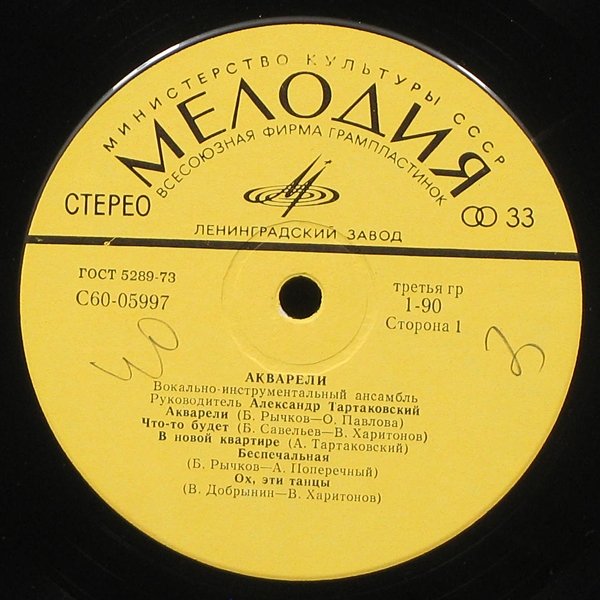 МИНИСТЕРСТВО КУЛЬТУРЫ СССР
МЕЛОДИЯ
ВСЕСОЮЗНАЯ ФИРМА ГРАМПЛАСТИНОК
СТЕРЕО
33
ЛЕНИНГРАДСКИЙ ЗАВОД
ГОСТ 5289-73
С60-05997
третья гр
1-90
Сторона 1
АКВАРЕЛИ
Вокально-инструментальный ансамбль
Руководитель Александр Тартаковский
Акварели (Б. Рычков—О. Павлова)
Что-то будет (Б. Савельев—В. Харитонов)
В новой квартире (А. Тартаковский)
Беспечальная
(Б. Рычков—А. Поперечный)
Ох, эти танцы
(В. Добрынин—В. Харитонов)